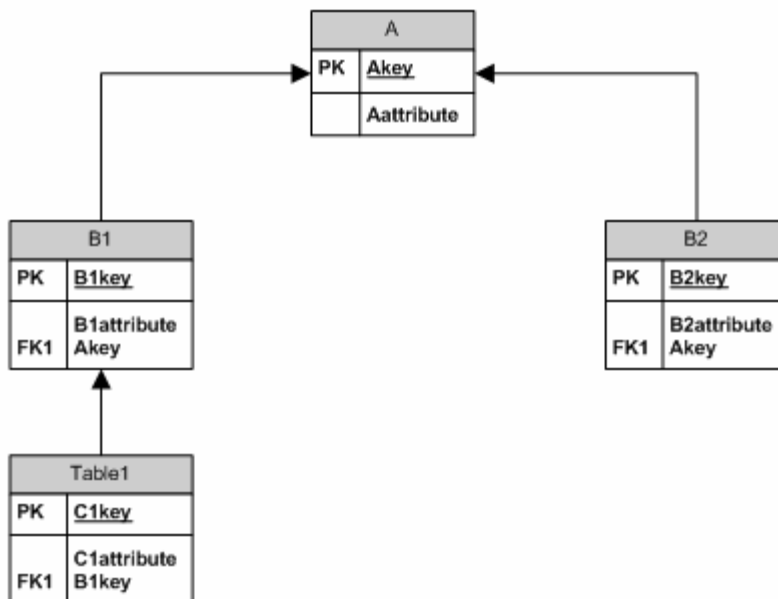 A
PK Akey
Aattribute
B1
PK B1key
B1attribute
FK1 Akey
B2
PK B2key
B2attribute
FK1 Akey
Table1
PK C1key
C1attribute
FK1 B1key